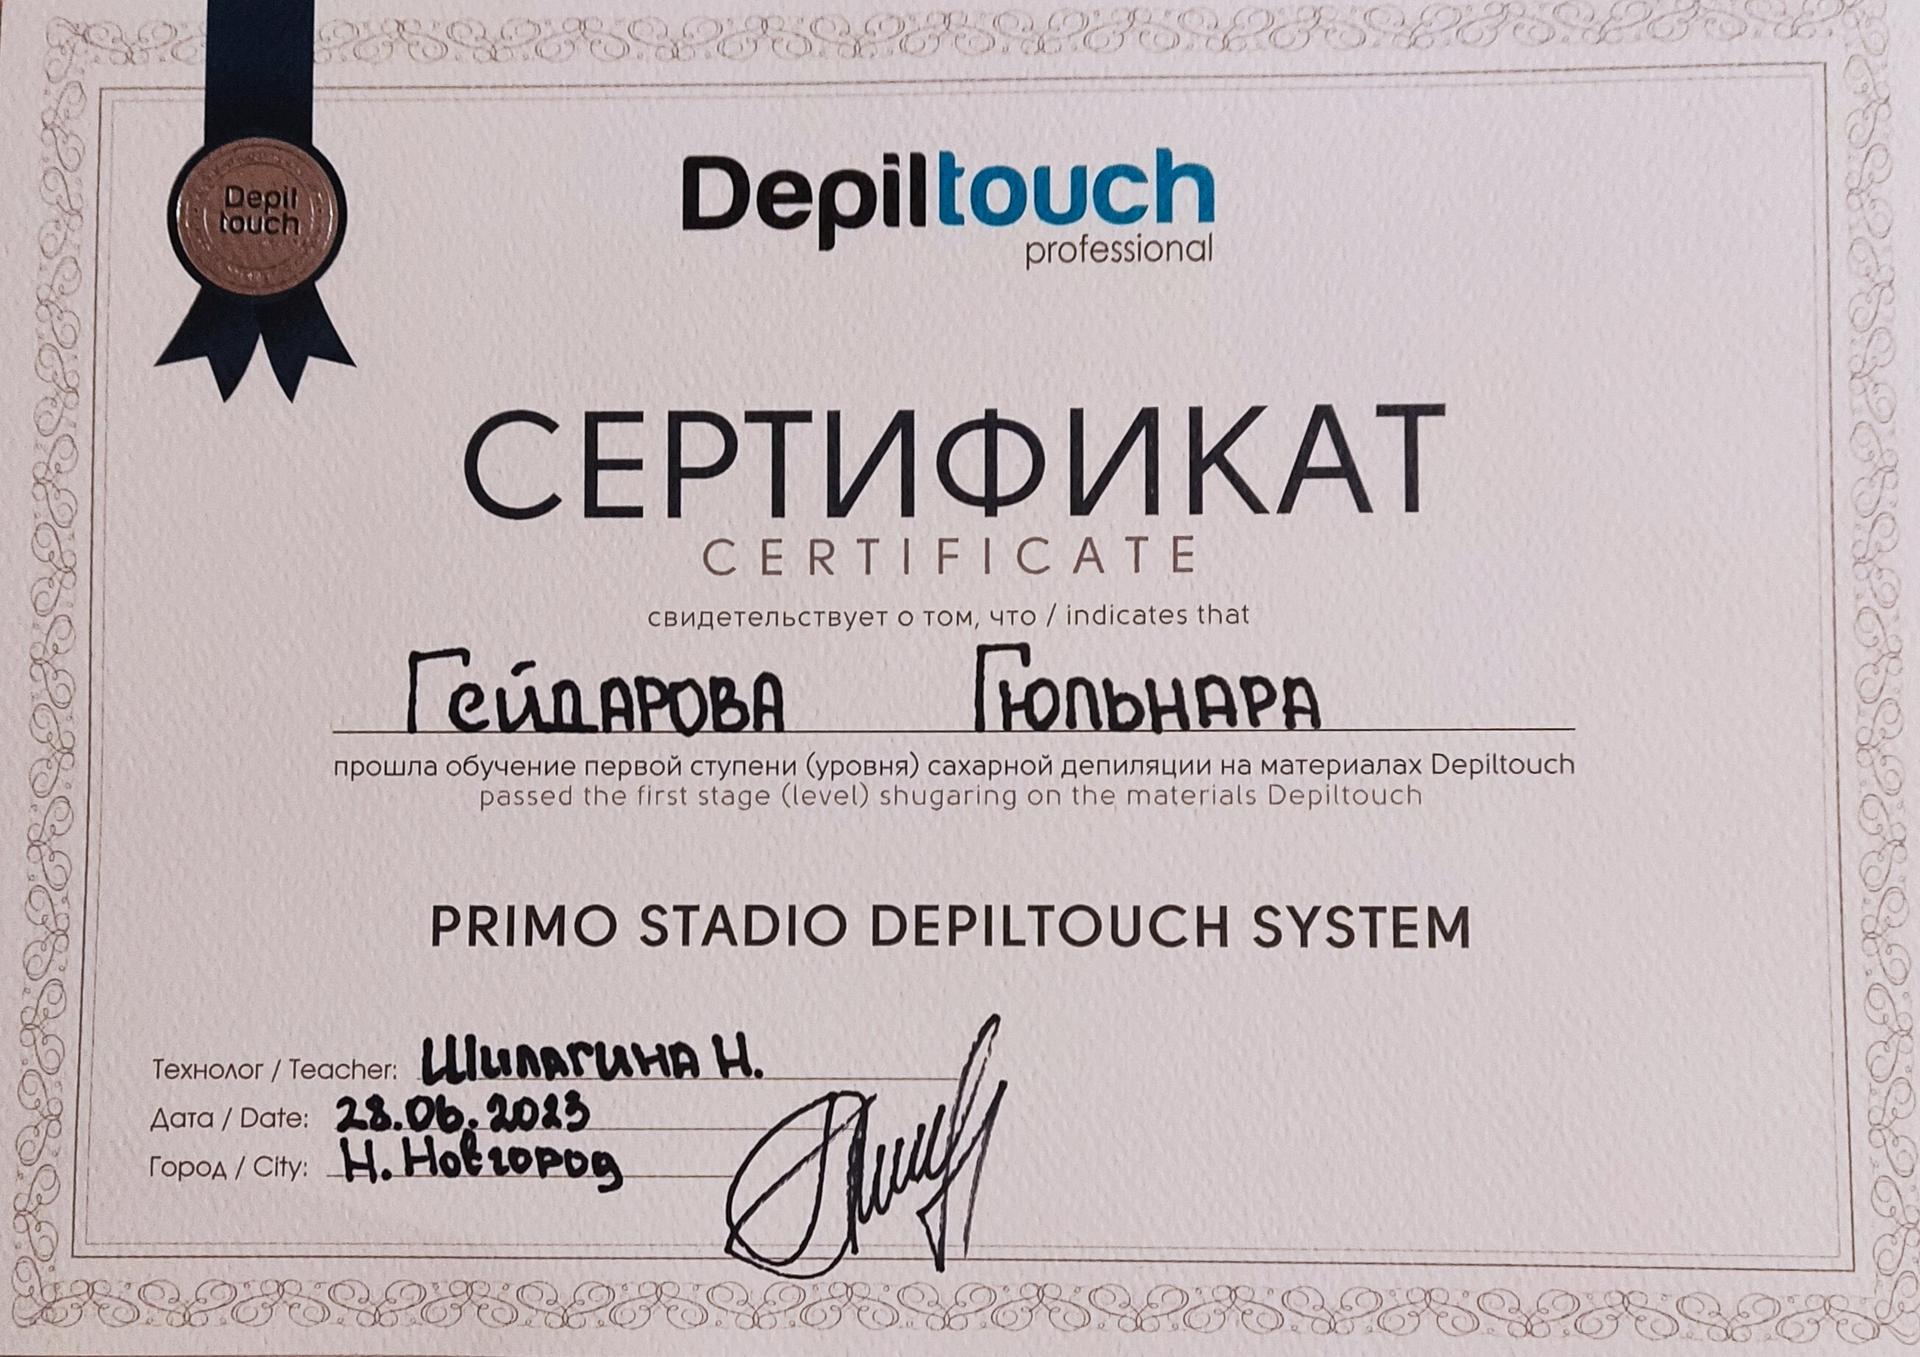 Depil
touch
Depiltouch
professional
СЕРТИФИКАТ
CERTIFICATE
свидетельствует о том, что / indicates that
Гейдарова Гюльнара
прошла обучение первой ступени (уровня) сахарной депиляции на материалах Depiltouch
passed the first stage (level) shugaring on the materials Depiltouch
PRIMO STADIO DEPILTOUCH SYSTEM
Технолог / Teacher: Шилагина Н.
Дата / Date: 28.06.2023
Город / City: Н. Новгород